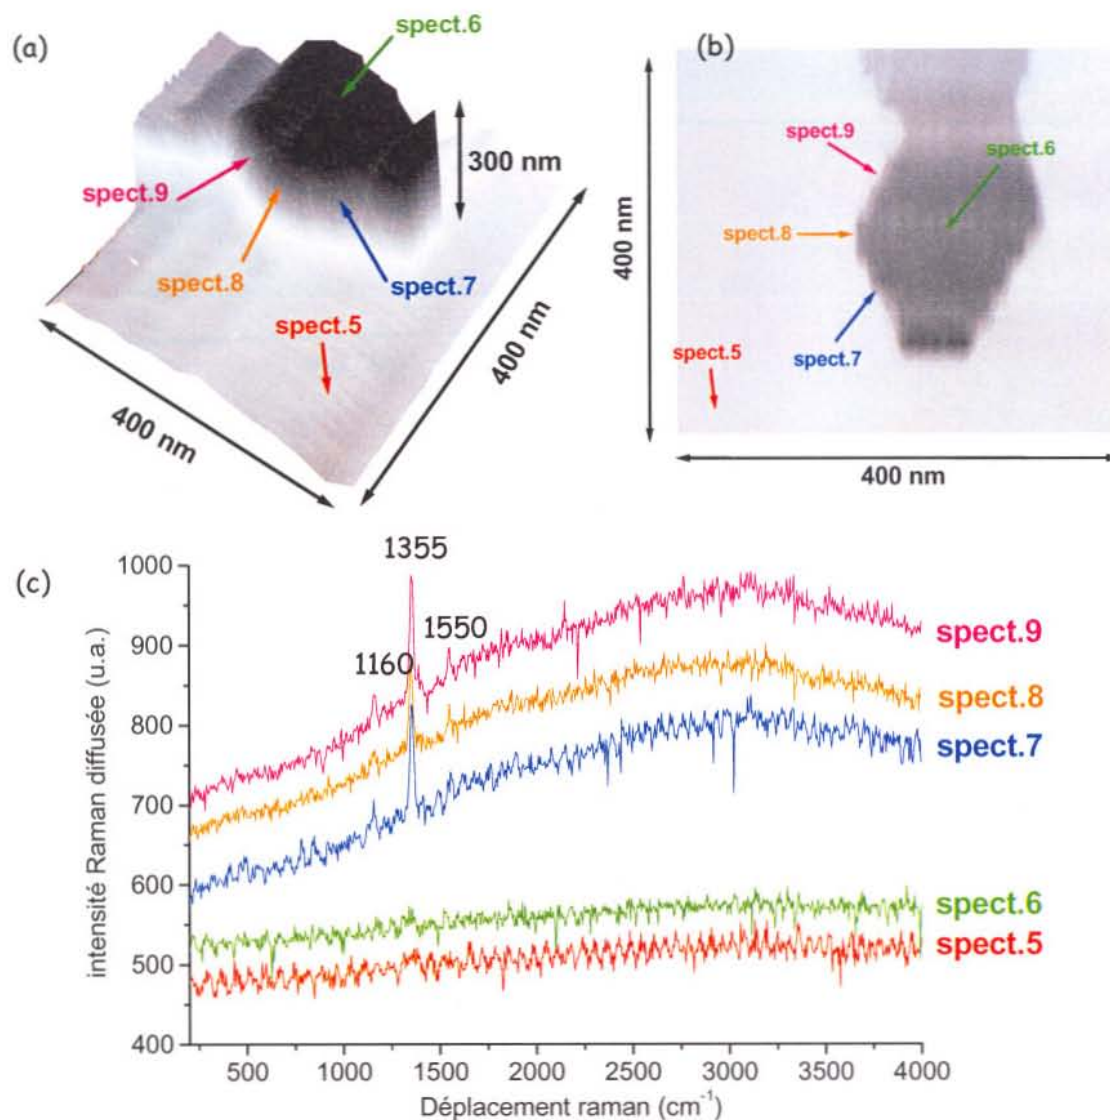 (a)
spect.6
300 nm
spect.9
spect.8
spect.7
spect.5
400 nm
400 nm
(b)
spect.9
spect.6
spect.8
spect.7
spect.5
400 nm
400 nm
(c)
1355
1550
1160
1000
900
800
700
600
500
400
intensité Raman diffusée (u.a.)
spect.9
spect.8
spect.7
spect.6
spect.5
500 1000 1500 2000 2500 3000 3500 4000
Déplacement raman (cm⁻¹)